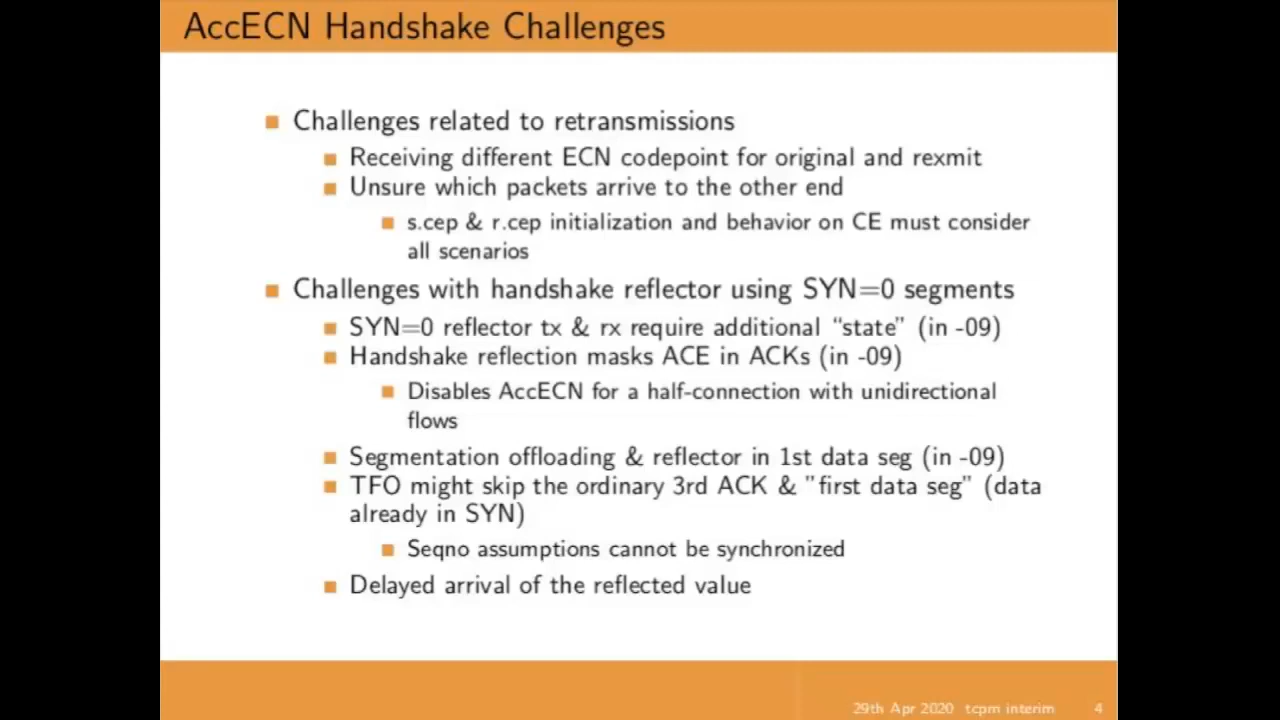 AccECN Handshake Challenges
Challenges related to retransmissions
Receiving different ECN codepoint for original and rexmit
Unsure which packets arrive to the other end
s.cep & r.cep initialization and behavior on CE must consider
all scenarios
Challenges with handshake reflector using SYN=0 segments
SYN=0 reflector tx & rx require additional “state” (in -09)
Handshake reflection masks ACE in ACKs (in -09)
Disables AccECN for a half-connection with unidirectional
flows
Segmentation offloading & reflector in 1st data seg (in -09)
TFO might skip the ordinary 3rd ACK & ”first data seg” (data
already in SYN)
Seqno assumptions cannot be synchronized
Delayed arrival of the reflected value
29th Apr 2020 tcpm interim 4